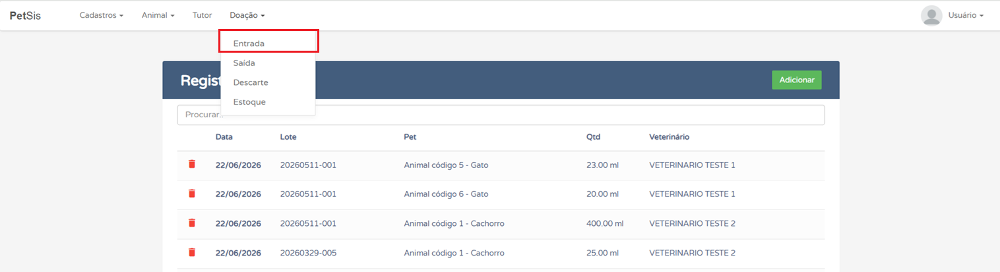 PetSis Cadastros Animal Tutor Doação Usuário
Entrada
Saída
Descarte
Estoque
Regist
Adicionar
Procurar..
Data Lote Pet Qtd Veterinário
22/06/2026 20260511-001 Animal código 5 - Gato 23.00 ml VETERINARIO TESTE 1
22/06/2026 20260511-001 Animal código 6 - Gato 20.00 ml VETERINARIO TESTE 1
22/06/2026 20260511-001 Animal código 1 - Cachorro 400.00 ml VETERINARIO TESTE 2
22/06/2026 20260329-005 Animal código 1 - Cachorro 25.00 ml VETERINARIO TESTE 2